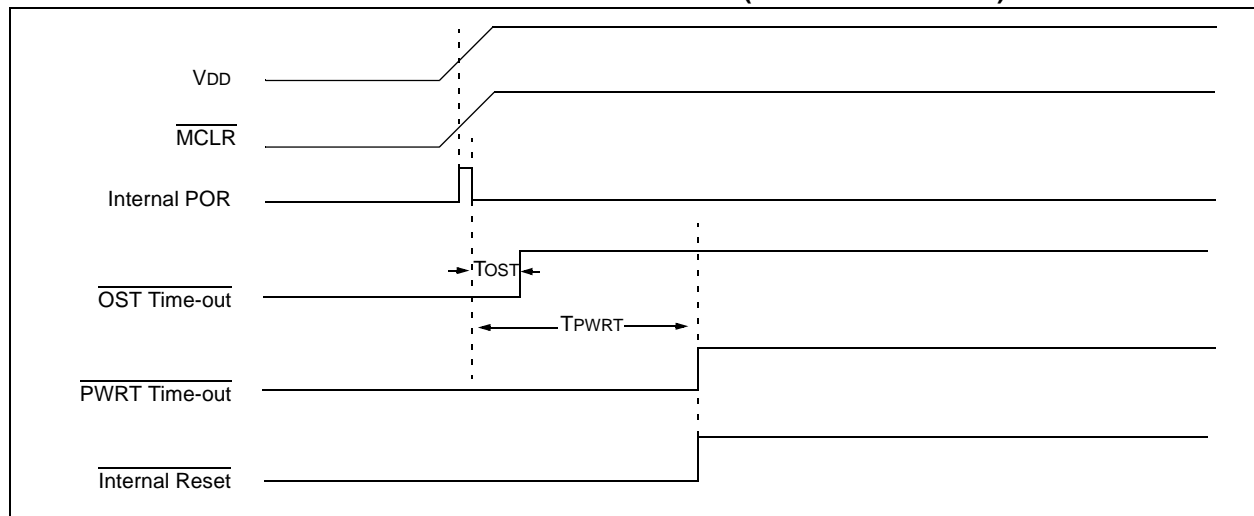 VDD
MCLR
Internal POR
TOST
OST Time-out
TPWRT
PWRT Time-out
Internal Reset